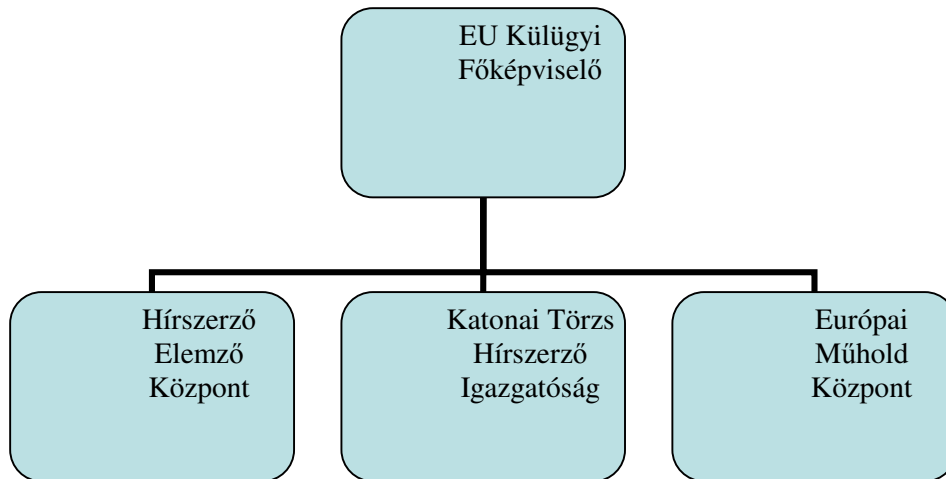 EU Külügyi
Főképviselő
Hírszerző
Elemző
Központ
Katonai Törzs
Hírszerző
Igazgatóság
Európai
Műhold
Központ